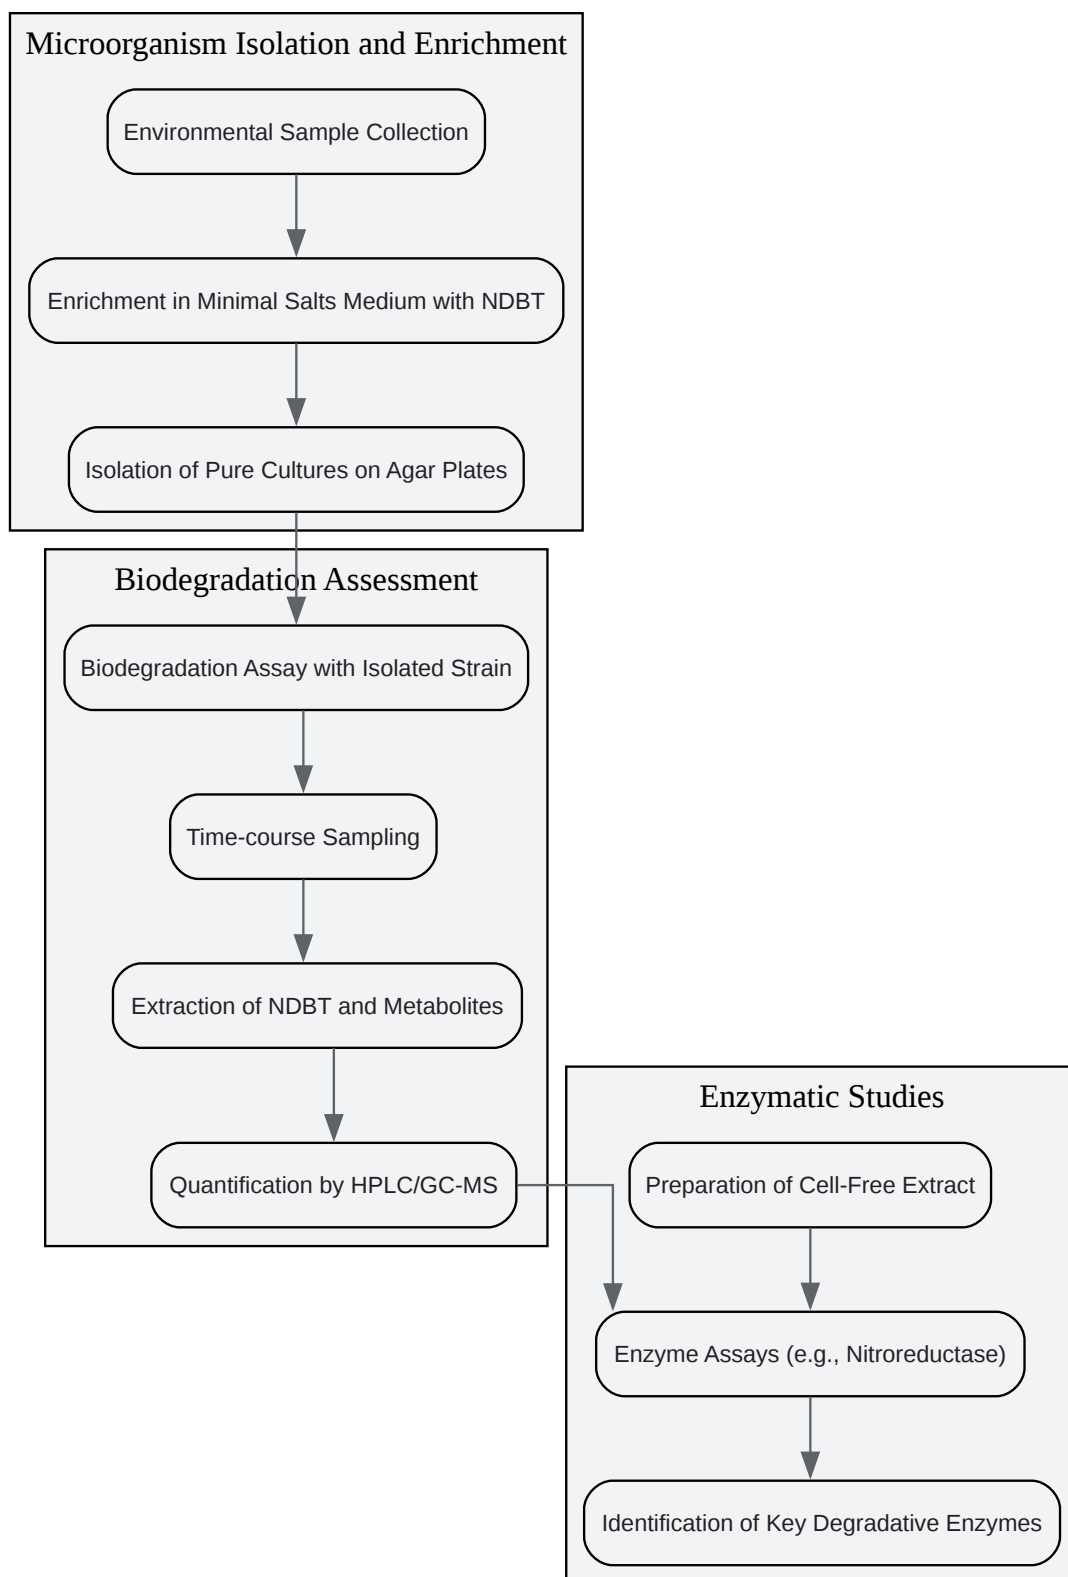 Microorganism Isolation and Enrichment
Environmental Sample Collection
Enrichment in Minimal Salts Medium with NDBT
Isolation of Pure Cultures on Agar Plates
Biodegradation Assessment
Biodegradation Assay with Isolated Strain
Time-course Sampling
Extraction of NDBT and Metabolites
Quantification by HPLC/GC-MS
Enzymatic Studies
Preparation of Cell-Free Extract
Enzyme Assays (e.g., Nitroreductase)
Identification of Key Degradative Enzymes